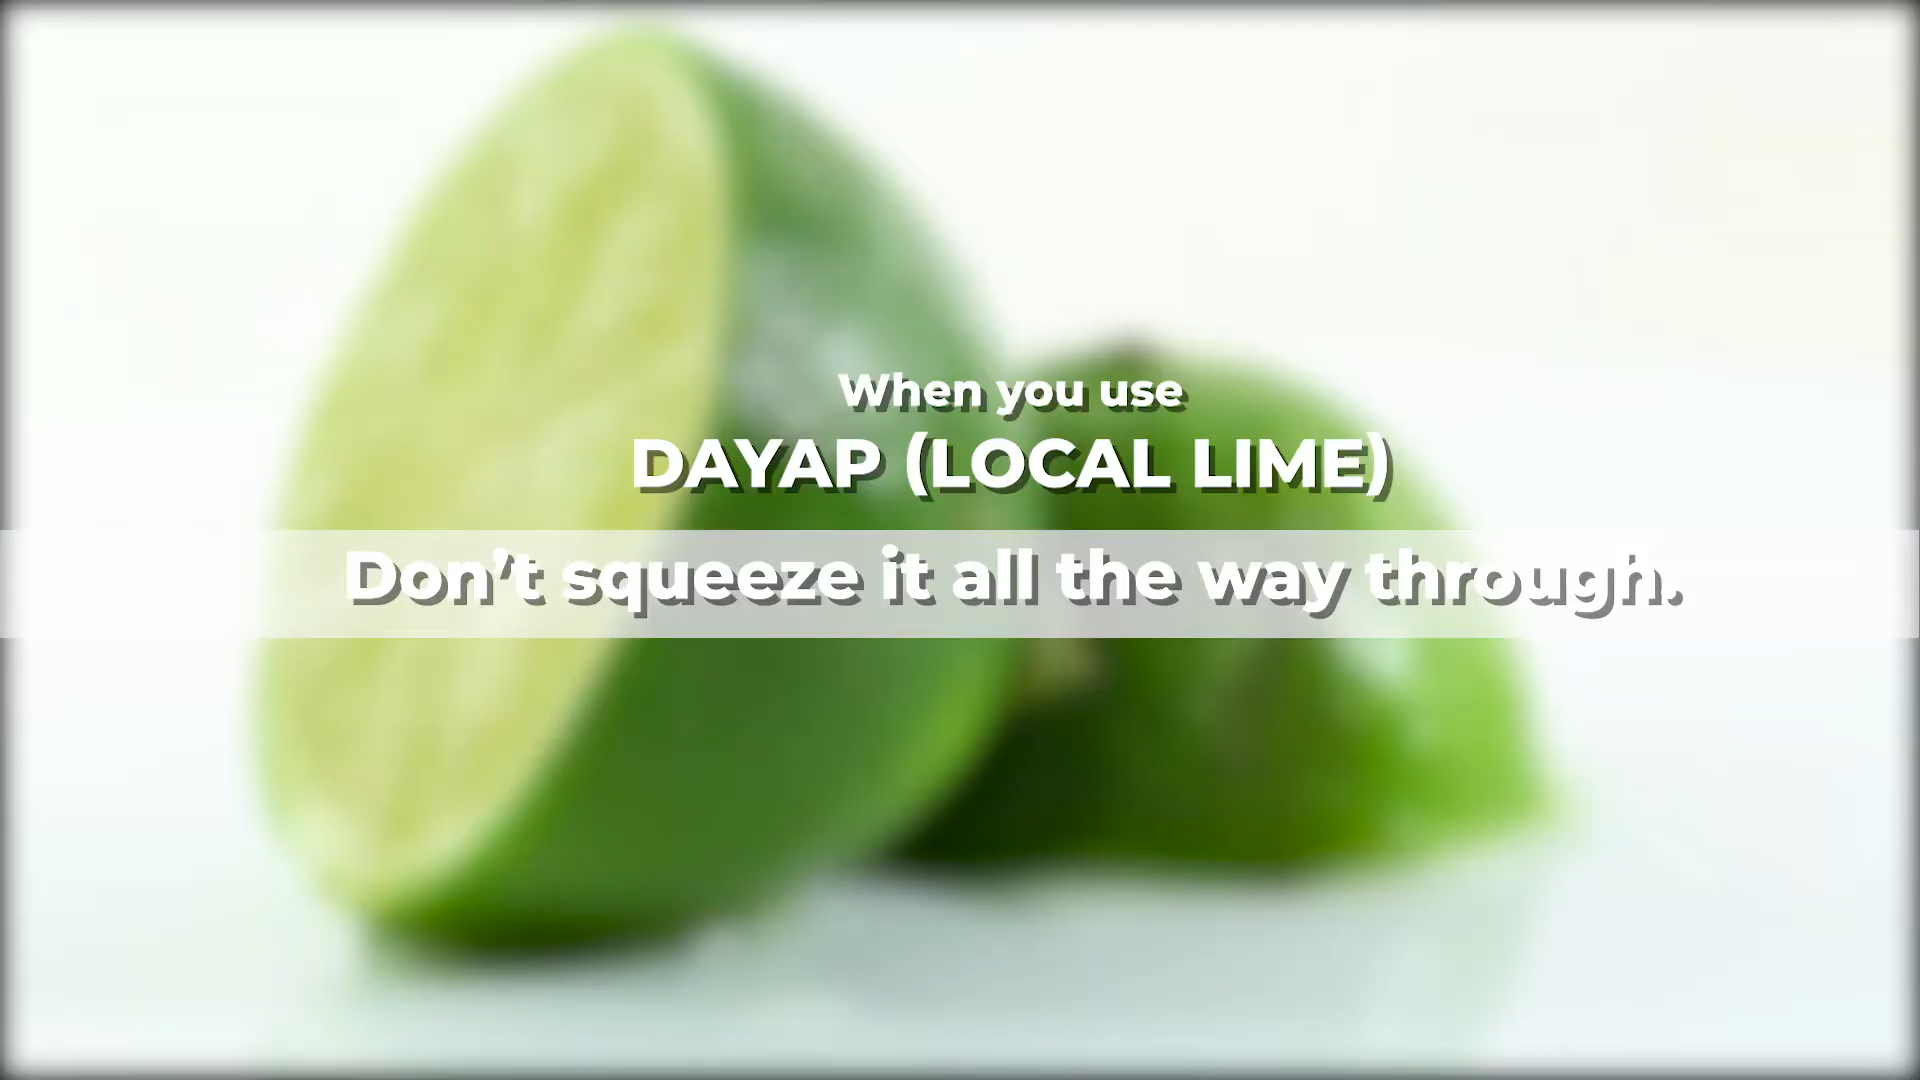 When you use
DAYAP (LOCAL LIME)
Don't squeeze it all the way through.